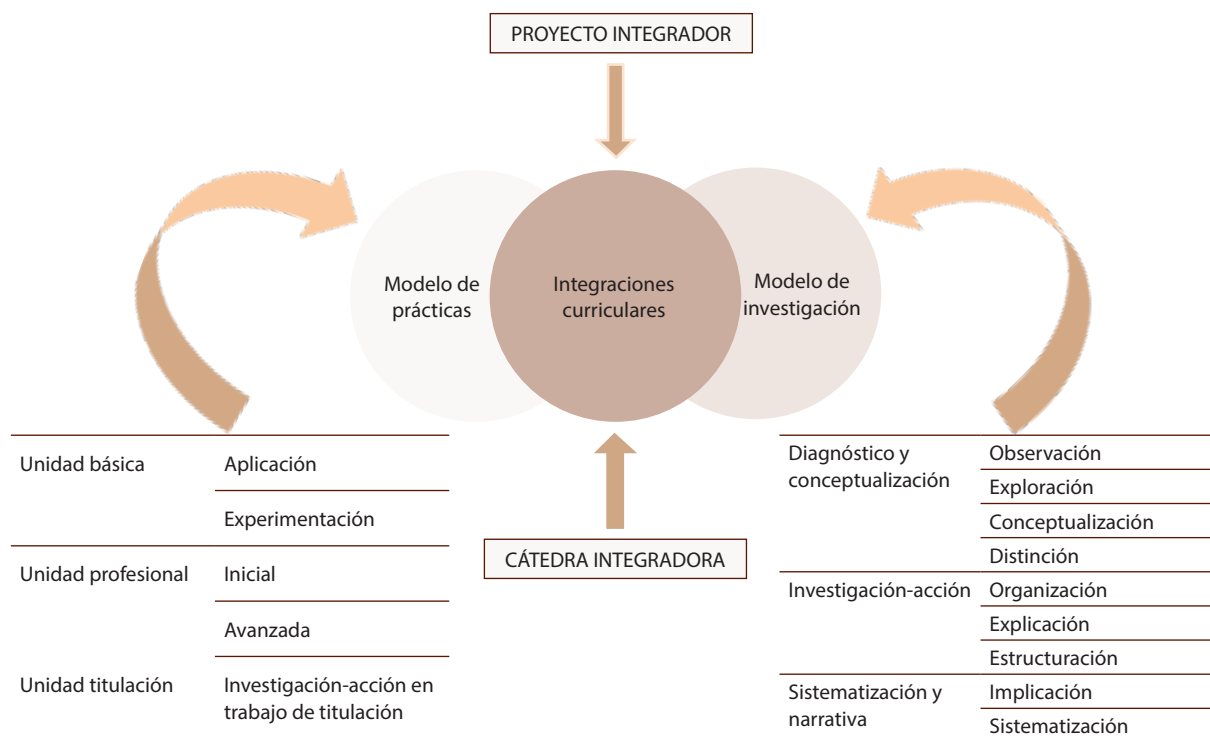 PROYECTO INTEGRADOR
Modelo de
prácticas
Integraciones
curriculares
Modelo de
investigación
CÁTEDRA INTEGRADORA
Unidad básica
Aplicación
Experimentación
Unidad profesional
Inicial
Avanzada
Unidad titulación
Investigación-acción en
trabajo de titulación
Diagnóstico y
conceptualización
Observación
Exploración
Conceptualización
Distinción
Investigación-acción
Organización
Explicación
Estructuración
Sistematización y
narrativa
Implicación
Sistematización